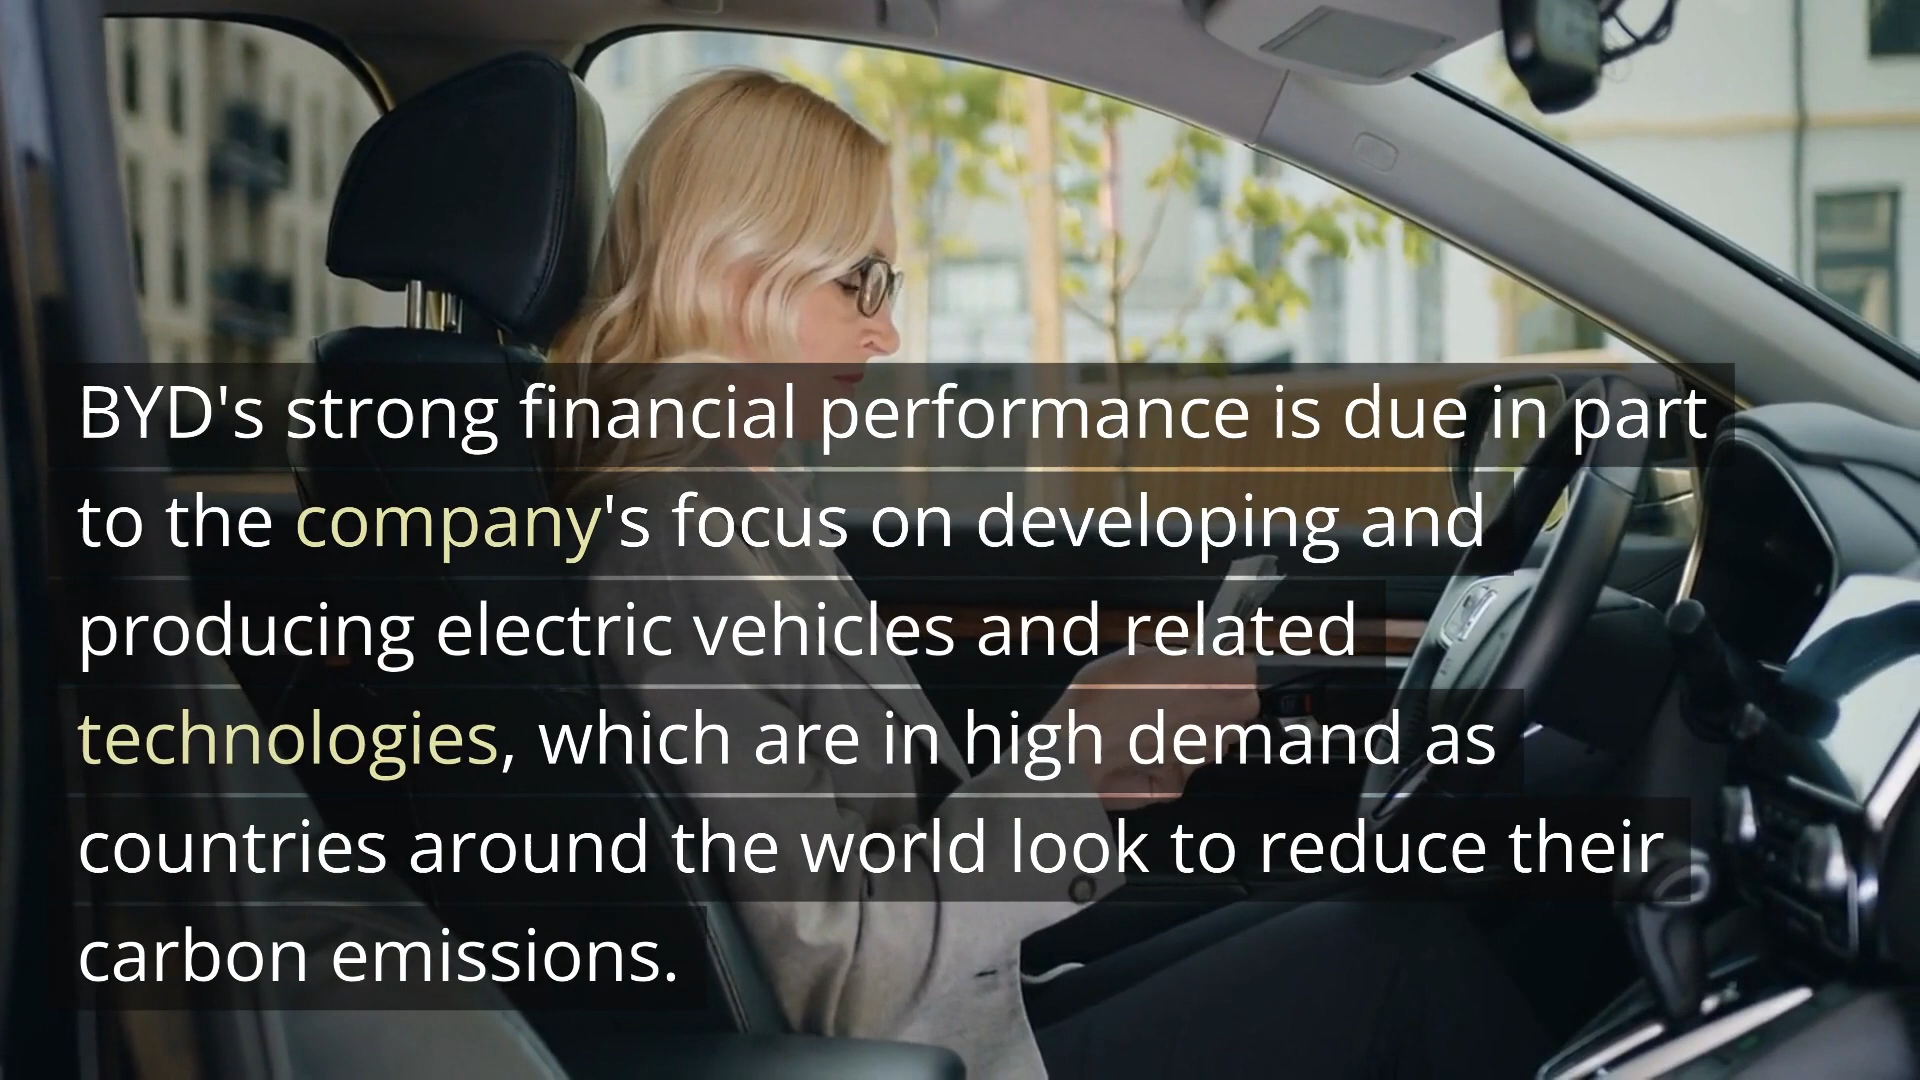 BYD's strong financial performance is due in part
to the company's focus on developing and
producing electric vehicles and related
technologies, which are in high demand as
countries around the world look to reduce their
carbon emissions.